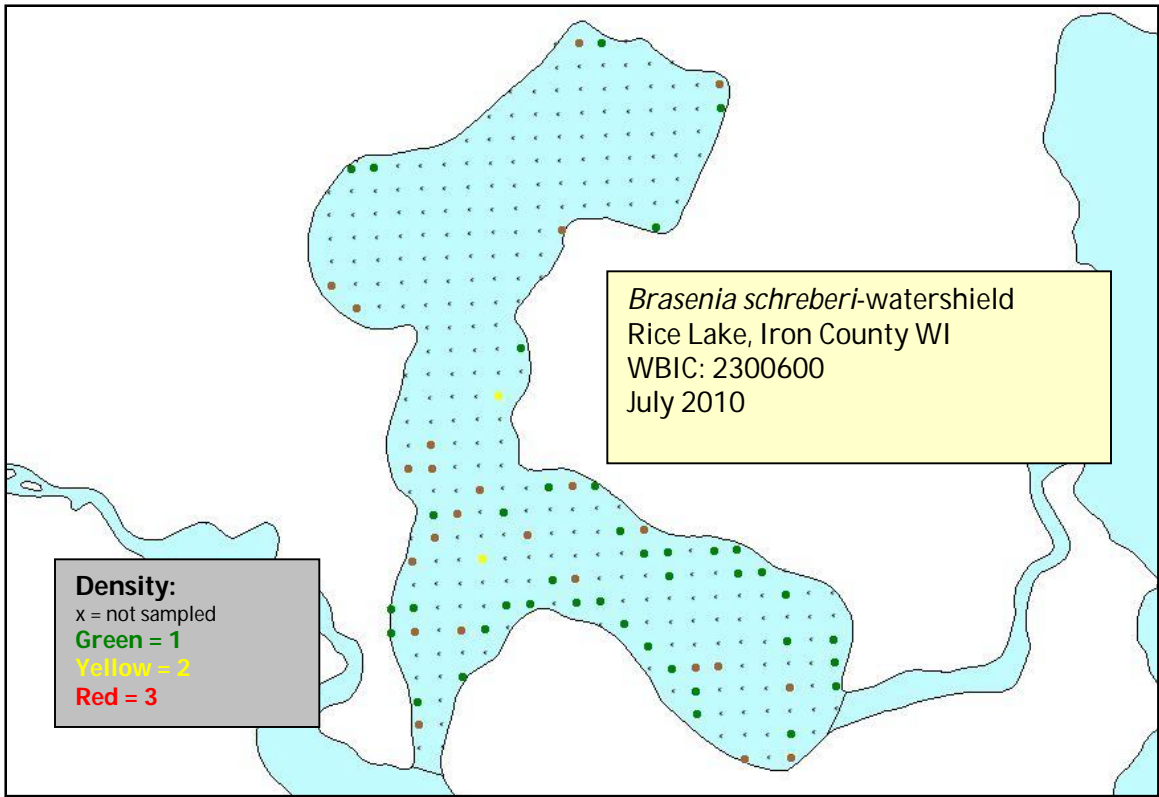 Brasenia schreberi-watershield
Rice Lake, Iron County WI
WBIC: 2300600
July 2010
Density:
x = not sampled
Green = 1
Yellow = 2
Red = 3